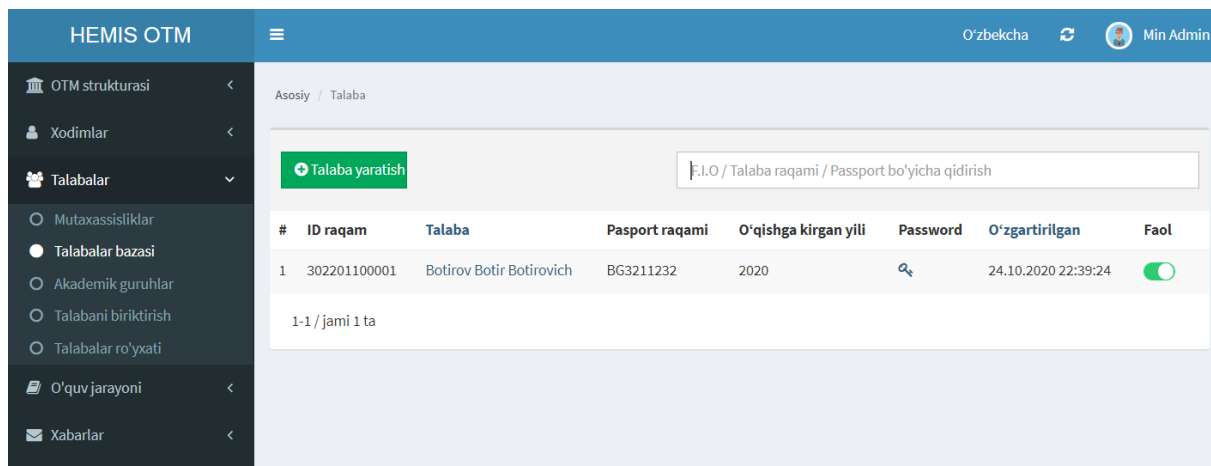 HEMIS OTM
O‘zbekcha
Min Admin
OTM strukturasi
Xodimlar
Talabalar
Mutaxassisliklar
Talabalar bazasi
Akademik guruhlar
Talabani biriktirish
Talabalar ro'yxati
O'quv jarayoni
Xabarlar
Asosiy / Talaba
Talaba yaratish
F.I.O / Talaba raqami / Passport bo'yicha qidirish
# ID raqam Talaba Pasport raqami O‘qishga kirgan yili Password O‘zgartirilgan Faol
1 302201100001 Botirov Botir Botirovich BG3211232 2020 24.10.2020 22:39:24
1-1 / jami 1 ta